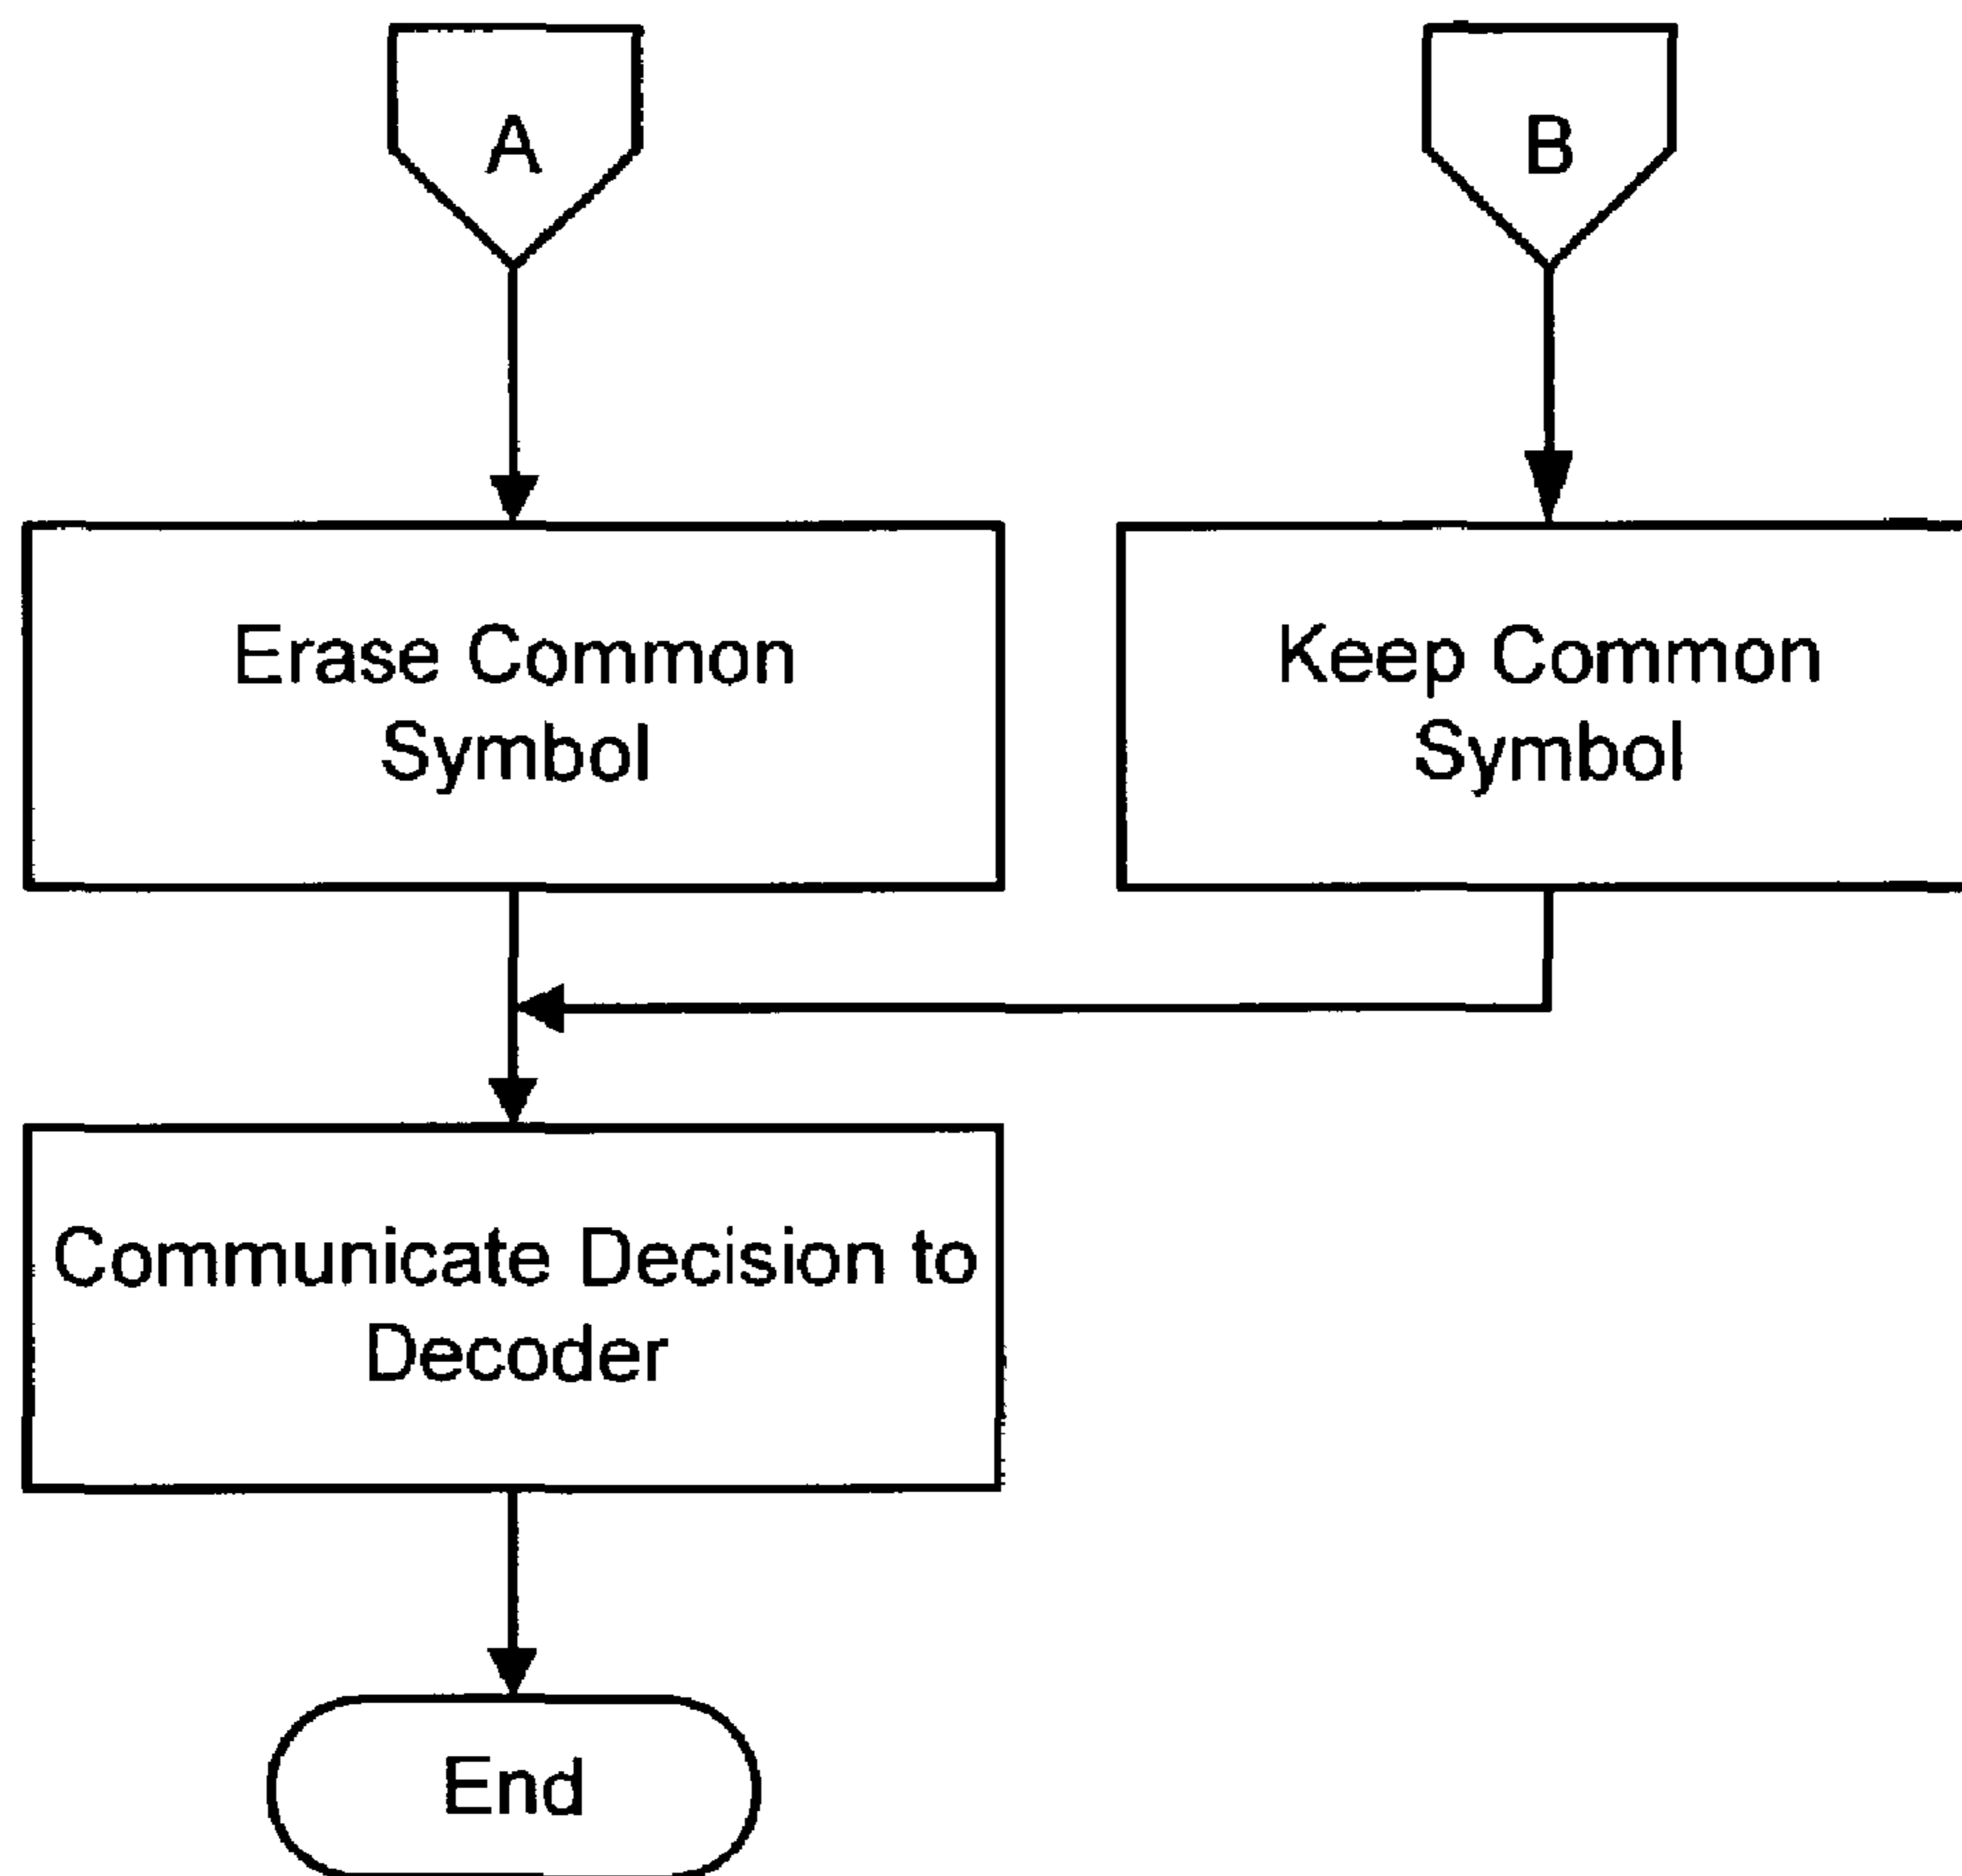 A
B
Erase Common
Symbol
Keep Common
Symbol
Communicate Decision to
Decoder
End